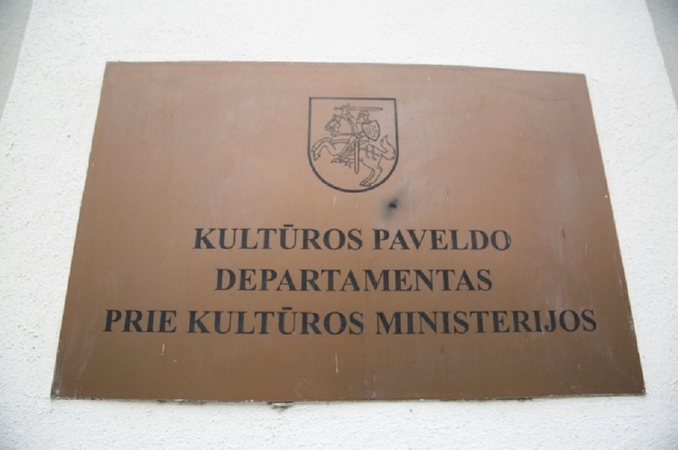 KULTŪROS PAVELDO
DEPARTAMENTAS
PRIE KULTŪROS MINISTERIJOS